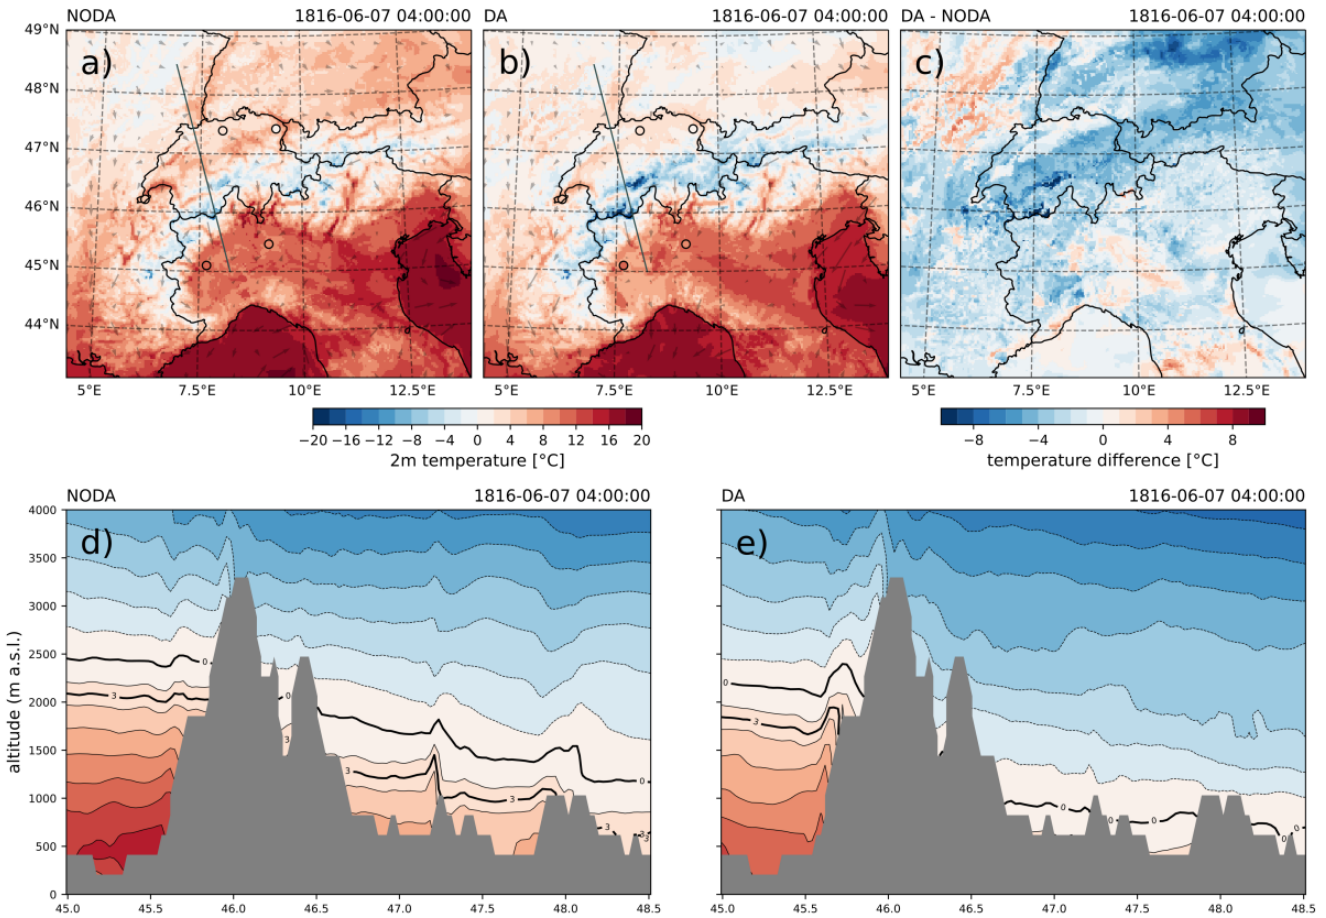 NODA 1816-06-07 04:00:00 DA 1816-06-07 04:00:00 DA - NODA 1816-06-07 04:00:00
49°N
a) b) c)
48°N
47°N
46°N
45°N
44°N
5°E 7.5°E 10°E 12.5°E 5°E 7.5°E 10°E 12.5°E 5°E 7.5°E 10°E 12.5°E
−20 −16 −12 −8 −4 0 4 8 12 16 20 −8 −4 0 4 8
2m temperature [°C] temperature difference [°C]
NODA 1816-06-07 04:00:00 DA 1816-06-07 04:00:00
d) e)
altitude (m a.s.l.)
4000
3500
3000
2500
2000
1500
1000
500
0
0 0 0 0
3 3 3 3 3 3
0 3 0 0 0 0 0
45.0 45.5 46.0 46.5 47.0 47.5 48.0 48.5 45.0 45.5 46.0 46.5 47.0 47.5 48.0 48.5